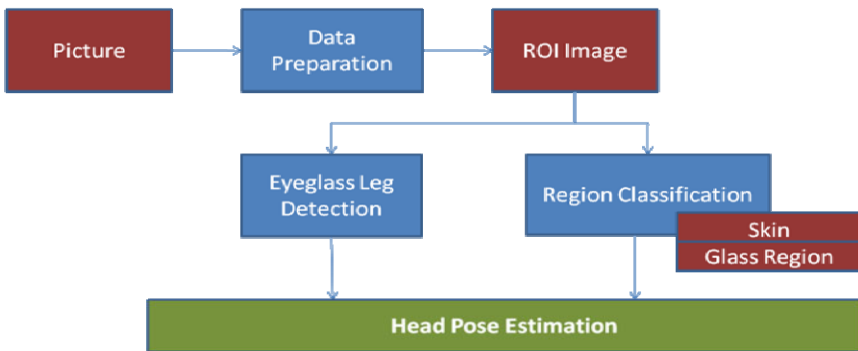 Picture
Data
Preparation
ROI Image
Eyeglass Leg
Detection
Region Classification
Skin
Glass Region
Head Pose Estimation